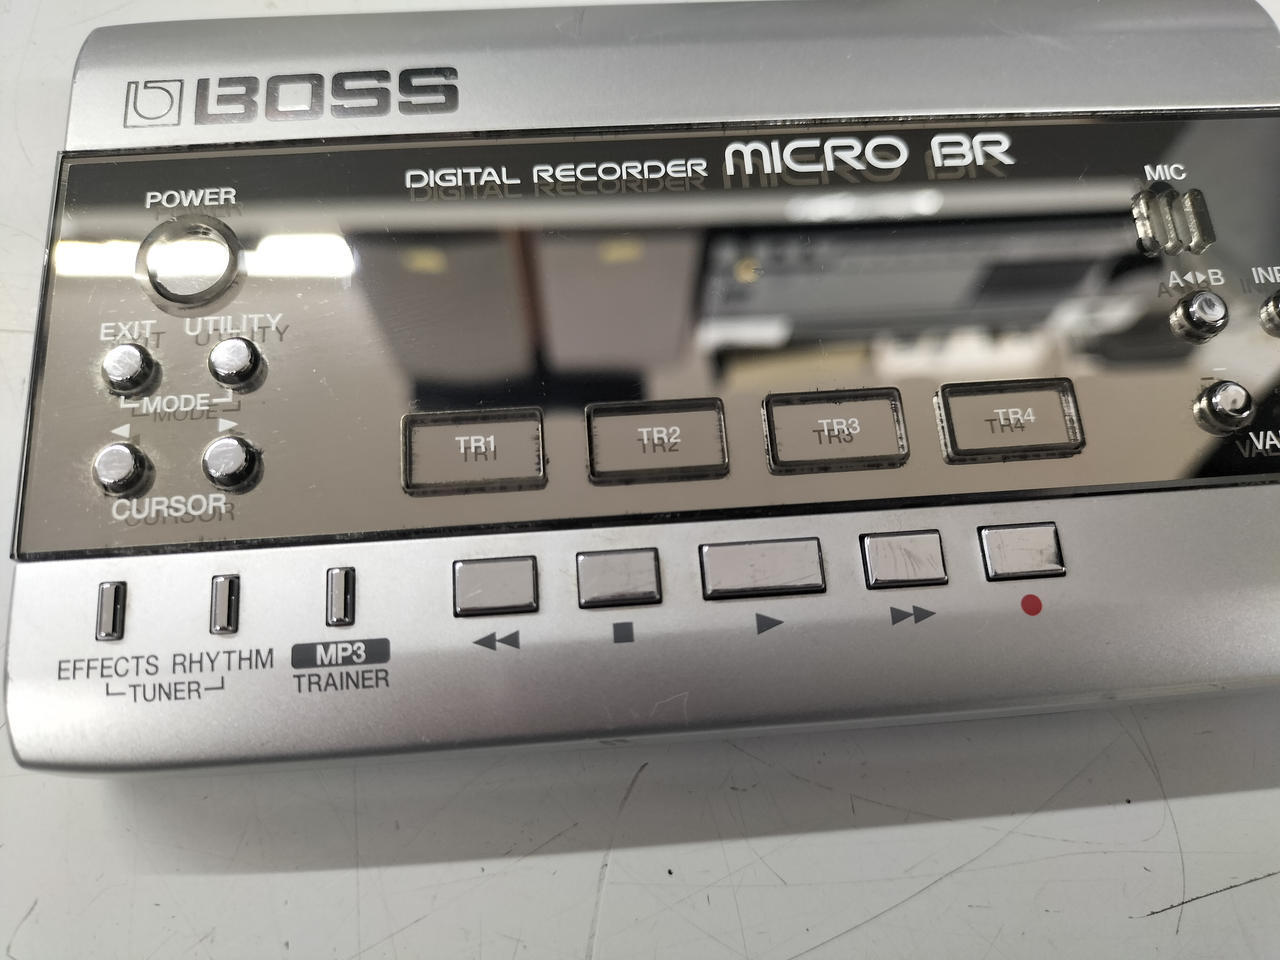 BOSS
DIGITAL RECORDER MICRO BR
POWER
MIC
A◄►B
EXIT UTILITY
MODE
◄ ►
CURSOR
TR1 TR2 TR3 TR4
−
EFFECTS RHYTHM
TUNER
MP3
TRAINER